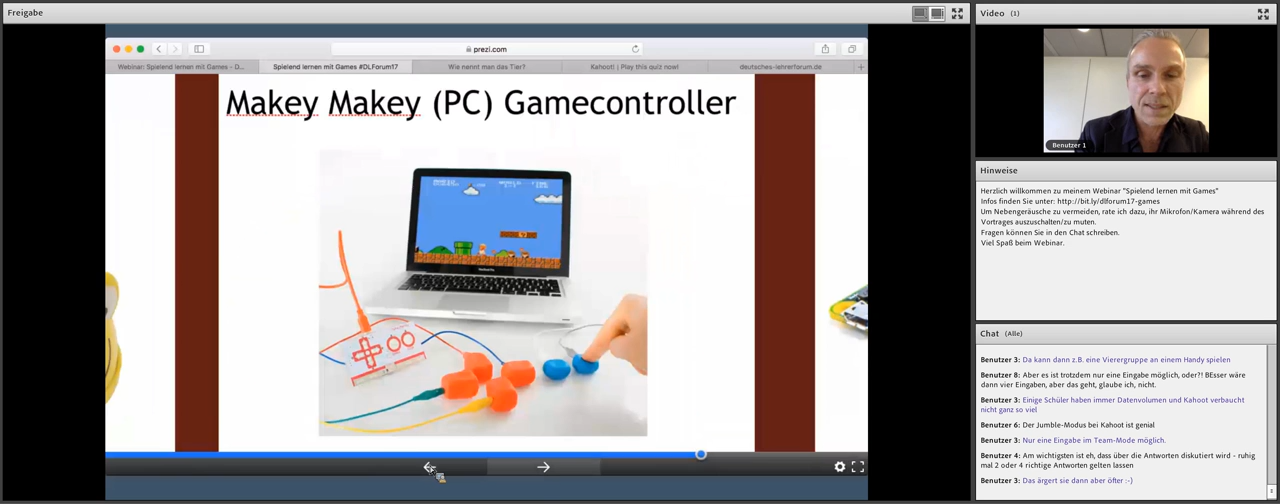 Freigabe
prezi.com
Webinar: Spielend lernen mit Games - D...
Spielend lernen mit Games #DLForum17
Wie nennt man das Tier?
Kahoot! | Play this quiz now!
deutsches-lehrerforum.de
Makey Makey (PC) Gamecontroller
Video (1)
Benutzer 1
Hinweise
Herzlich willkommen zu meinem Webinar "Spielend lernen mit Games"
Infos finden Sie unter: http://bit.ly/dlforum17-games
Um Nebengeräusche zu vermeiden, rate ich dazu, ihr Mikrofon/Kamera während des
Vortrages auszuschalten/zu muten.
Fragen können Sie in den Chat schreiben.
Viel Spaß beim Webinar.
Chat (Alle)
Benutzer 3: Da kann dann z.B. eine Vierergruppe an einem Handy spielen
Benutzer 8: Aber es ist trotzdem nur eine Eingabe möglich, oder?! BEsser wäre
dann vier Eingaben, aber das geht, glaube ich, nicht.
Benutzer 3: Einige Schüler haben immer Datenvolumen und Kahoot verbaucht
nicht ganz so viel
Benutzer 6: Der Jumble-Modus bei Kahoot ist genial
Benutzer 3: Nur eine Eingabe im Team-Mode möglich.
Benutzer 4: Am wichtigsten ist eh, dass über die Antworten diskutiert wird - ruhig
mal 2 oder 4 richtige Antworten gelten lassen
Benutzer 3: Das ärgert sie dann aber öfter :-)